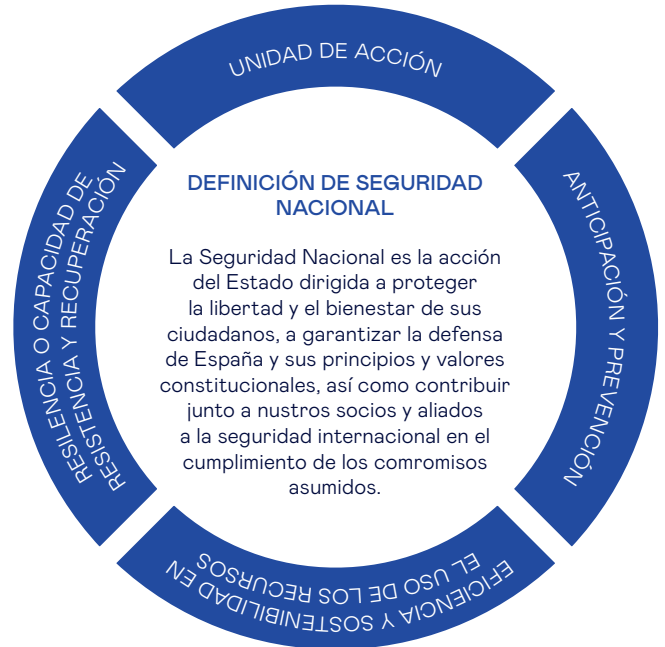 UNIDAD DE ACCIÓN
ANTICIPACIÓN Y PREVENCIÓN
EFICIENCIA Y SOSTENIBILIDAD EN
EL USO DE LOS RECURSOS
RESILENCIA O CAPACIDAD DE
RESISTENCIA Y RECUPERACIÓN
DEFINICIÓN DE SEGURIDAD
NACIONAL
La Seguridad Nacional es la acción
del Estado dirigida a proteger
la libertad y el bienestar de sus
ciudadanos, a garantizar la defensa
de España y sus principios y valores
constitucionales, así como contribuir
junto a nustros socios y aliados
a la seguridad internacional en el
cumplimiento de los comromisos
asumidos.